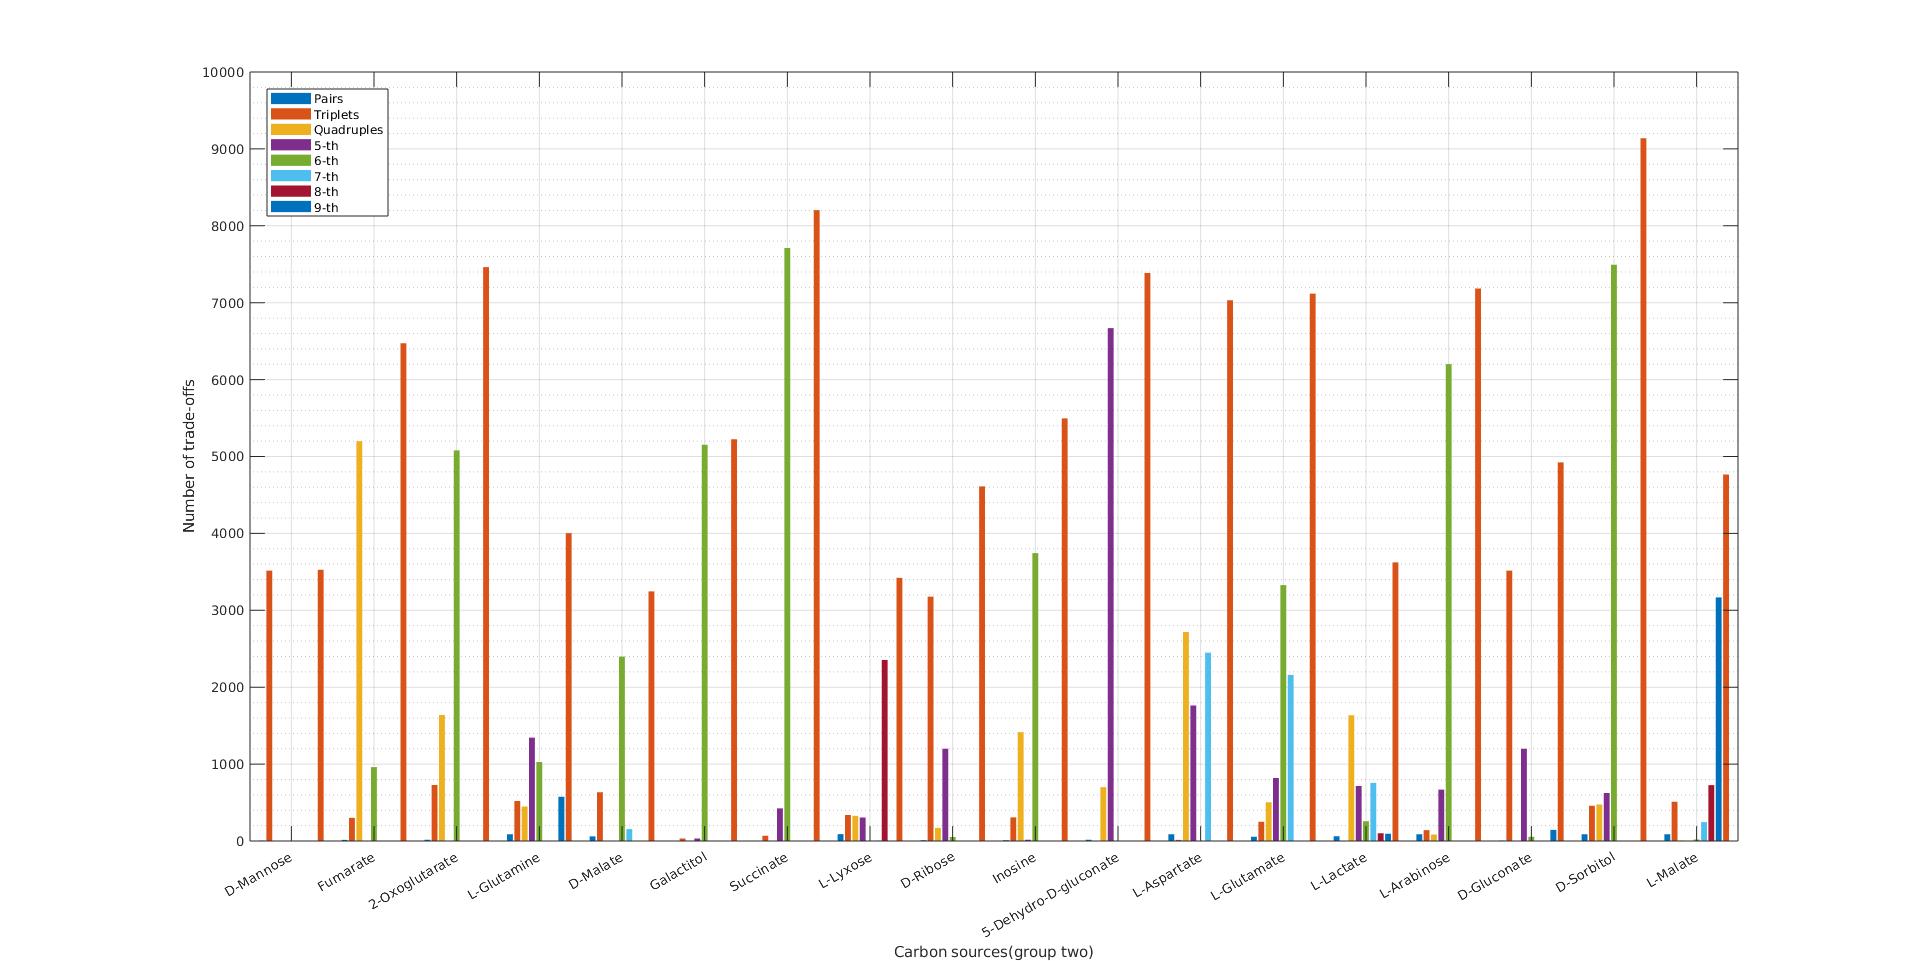 10000
9000
8000
7000
6000
5000
4000
3000
2000
1000
0
Number of trade-offs
Pairs
Triplets
Quadruples
5-th
6-th
7-th
8-th
9-th
D-Mannose
Fumarate
2-Oxoglutarate
L-Glutamine
D-Malate
Galactitol
Succinate
L-Lyxose
D-Ribose
Inosine
5-Dehydro-D-gluconate
L-Aspartate
L-Glutamate
L-Lactate
L-Arabinose
D-Gluconate
D-Sorbitol
L-Malate
Carbon sources(group two)